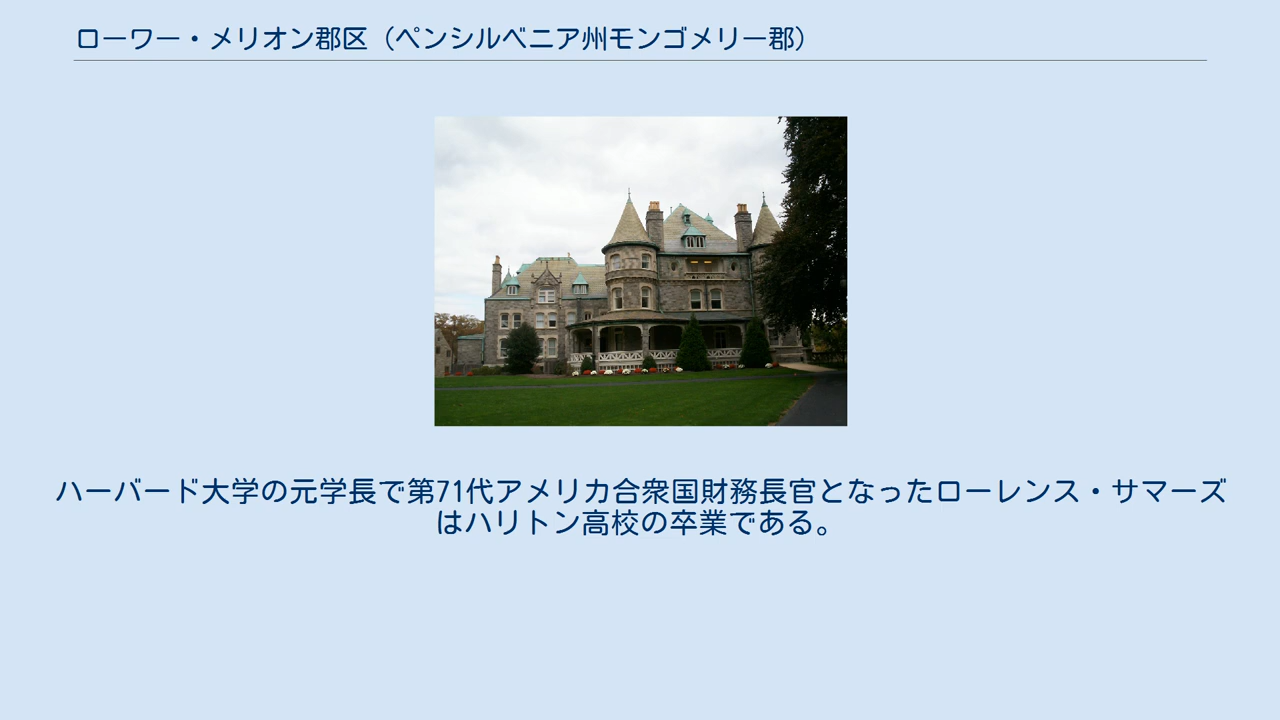 ローワー・メリオン郡区（ペンシルベニア州モンゴメリー郡）
ハーバード大学の元学長で第71代アメリカ合衆国財務長官となったローレンス・サマーズ
はハリトン高校の卒業である。